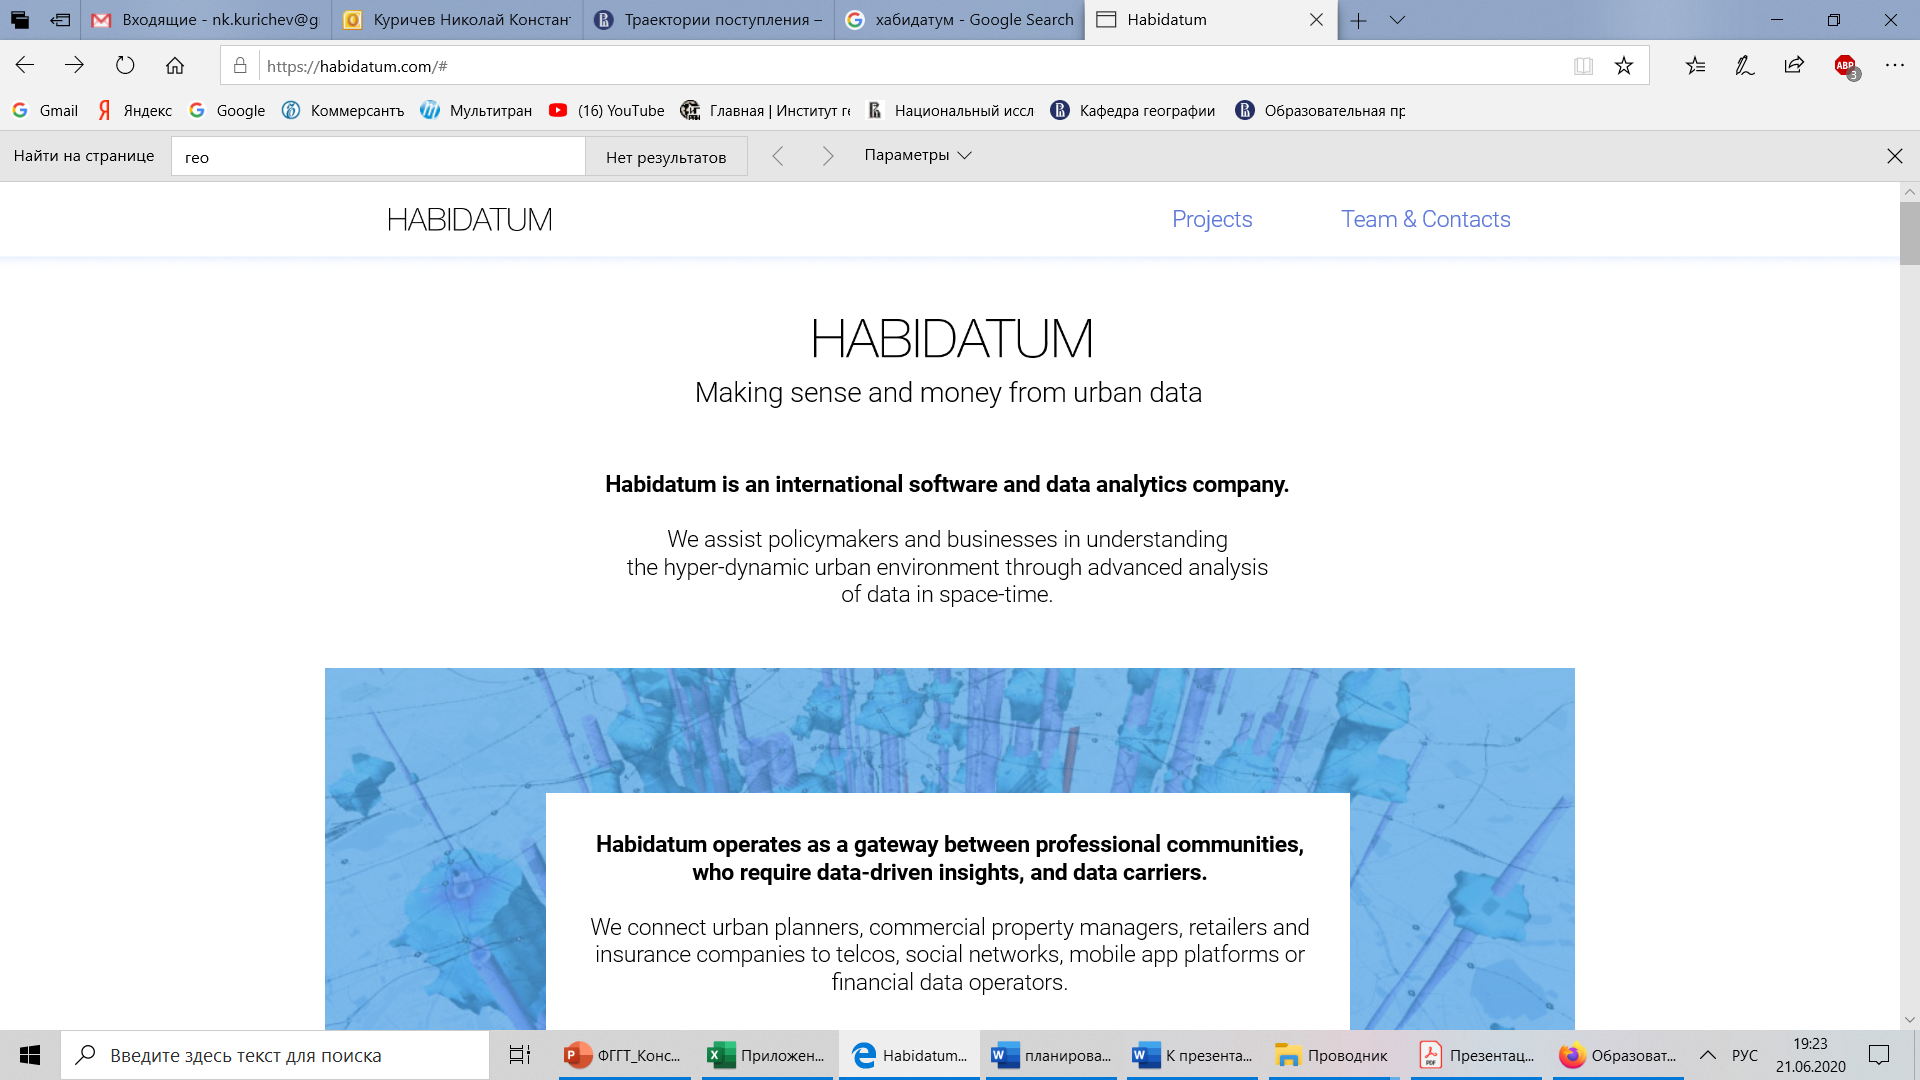 Входящие - nk.kurichev@g
Куричев Николай Констан
Траектории поступления –
хабидатум - Google Search
Habidatum
https://habidatum.com/#
ABP
3
Gmail
Яндекс
Google
Коммерсантъ
Мультитран
(16) YouTube
Главная | Институт ге
Национальный иссл
Кафедра географии
Образовательная пр
Найти на странице
гео
Нет результатов
Параметры
HABIDATUM
Projects
Team & Contacts
HABIDATUM
Making sense and money from urban data
Habidatum is an international software and data analytics company.
We assist policymakers and businesses in understanding
the hyper-dynamic urban environment through advanced analysis
of data in space-time.
Habidatum operates as a gateway between professional communities,
who require data-driven insights, and data carriers.
We connect urban planners, commercial property managers, retailers and
insurance companies to telcos, social networks, mobile app platforms or
financial data operators.
Введите здесь текст для поиска
ФГГТ_Конс...
Приложен...
Habidatum...
планирова...
К презента...
Проводник
Презентац...
Образоват...
РУС
19:23
21.06.2020